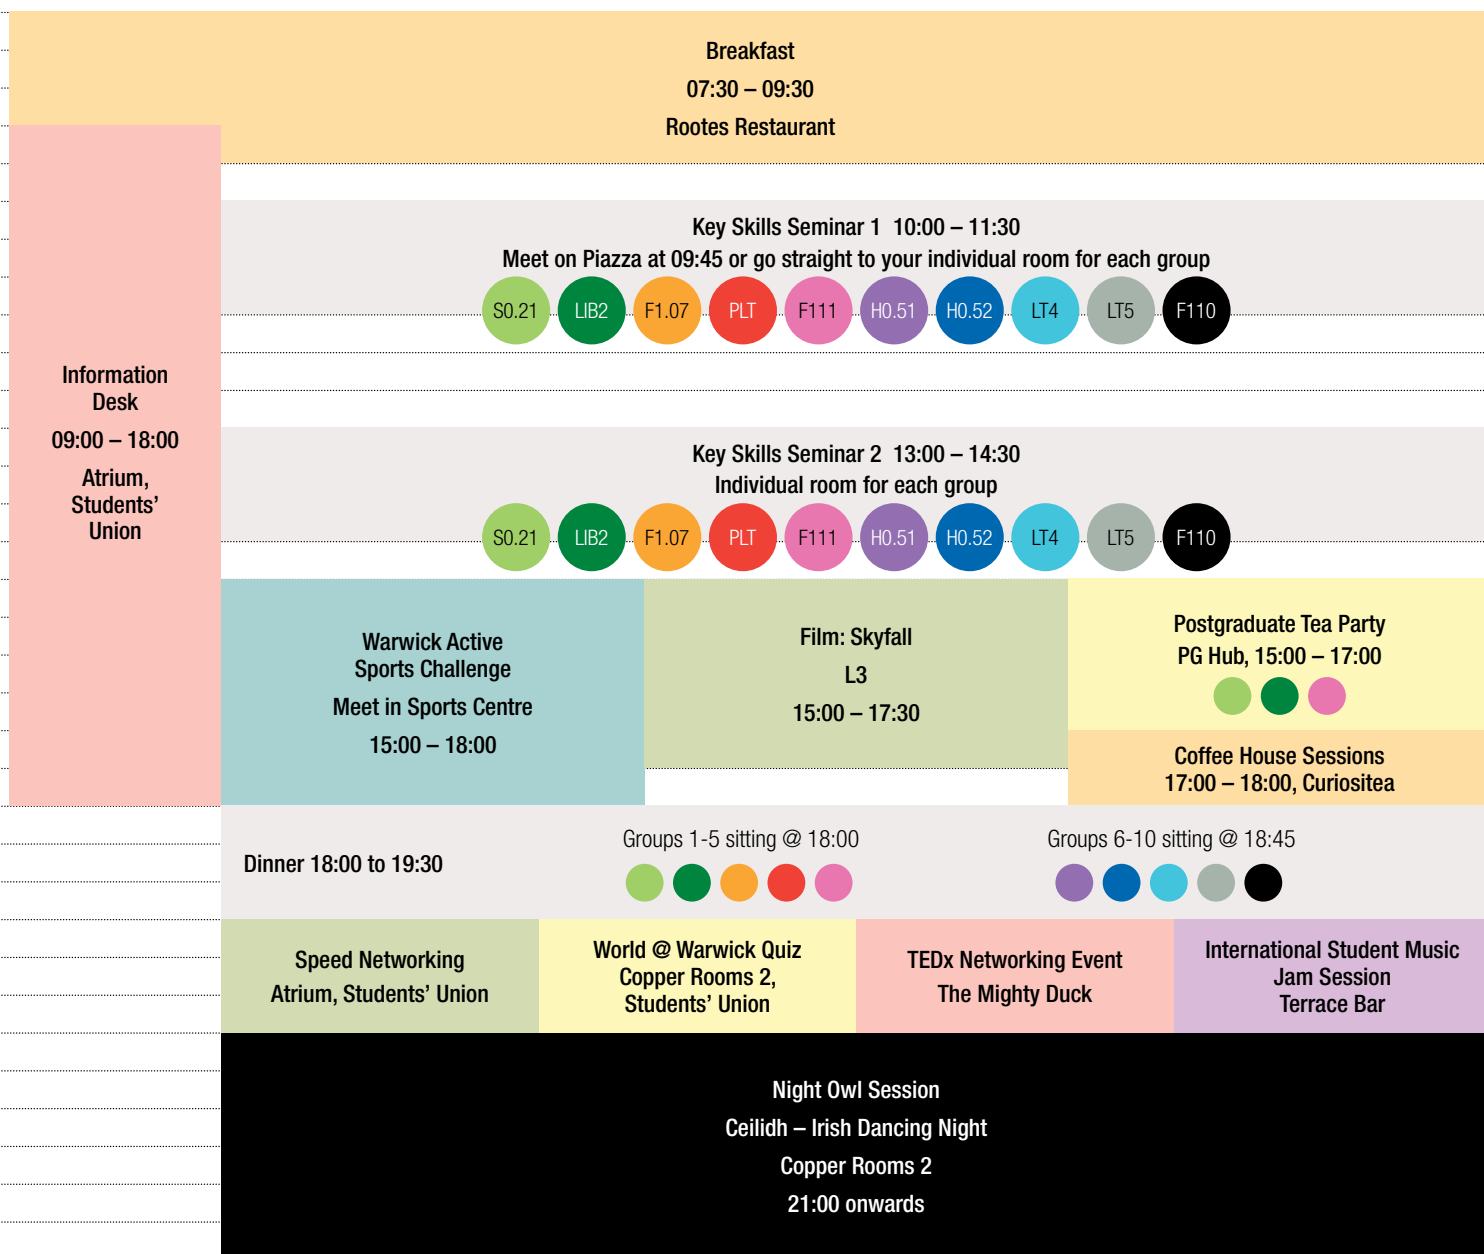 Breakfast
07:30 – 09:30
Rootes Restaurant
Information
Desk
09:00 – 18:00
Atrium,
Students’
Union
Key Skills Seminar 1 10:00 – 11:30
Meet on Piazza at 09:45 or go straight to your individual room for each group
S0.21 LIB2 F1.07 PLT F111 H0.51 H0.52 LT4 LT5 F110
Key Skills Seminar 2 13:00 – 14:30
Individual room for each group
S0.21 LIB2 F1.07 PLT F111 H0.51 H0.52 LT4 LT5 F110
Warwick Active
Sports Challenge
Meet in Sports Centre
15:00 – 18:00
Film: Skyfall
L3
15:00 – 17:30
Postgraduate Tea Party
PG Hub, 15:00 – 17:00
Coffee House Sessions
17:00 – 18:00, Curiositea
Dinner 18:00 to 19:30
Groups 1-5 sitting @ 18:00
Groups 6-10 sitting @ 18:45
Speed Networking
Atrium, Students’ Union
World @ Warwick Quiz
Copper Rooms 2,
Students’ Union
TEDx Networking Event
The Mighty Duck
International Student Music
Jam Session
Terrace Bar
Night Owl Session
Ceilidh – Irish Dancing Night
Copper Rooms 2
21:00 onwards